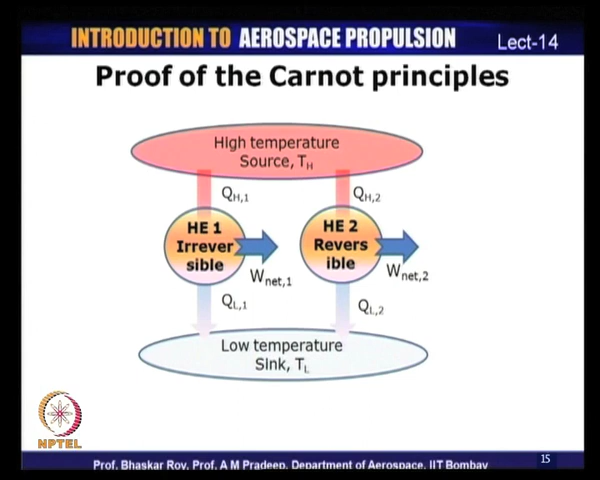 INTRODUCTION TO AEROSPACE PROPULSION
Lect-14
Proof of the Carnot principles
High temperature
Source, TH
QH,1
QH,2
HE 1
Irrever
sible
HE 2
Revers
ible
Wnet,1
Wnet,2
QL,1
QL,2
Low temperature
Sink, TL
NPTEL
15
Prof. Bhaskar Roy, Prof. A M Pradeep, Department of Aerospace, IIT Bombay